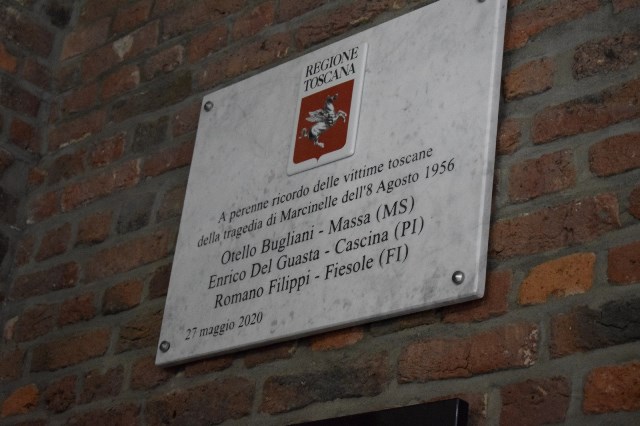 REGIONE
TOSCANA
A perenne ricordo delle vittime toscane
della tragedia di Marcinelle dell'8 Agosto 1956
Otello Bugliani - Massa (MS)
Enrico Del Guasta - Cascina (PI)
Romano Filippi - Fiesole (FI)
27 maggio 2020